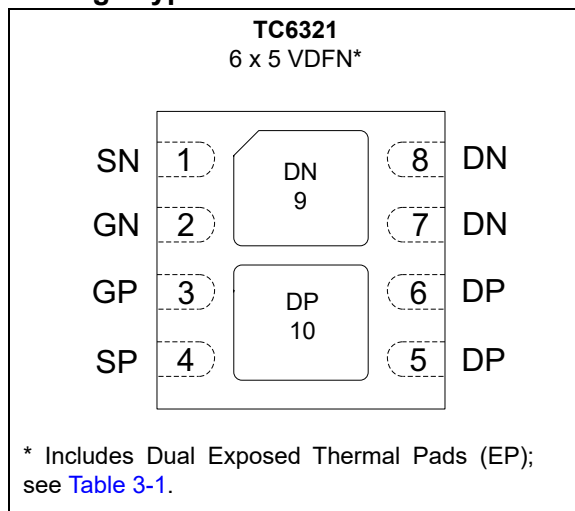 TC6321
6 x 5 VDFN*
SN 1 DN 8 DN
9
GN 2 7 DN
GP 3 DP 6 DP
10
SP 4 5 DP
* Includes Dual Exposed Thermal Pads (EP);
see Table 3-1.